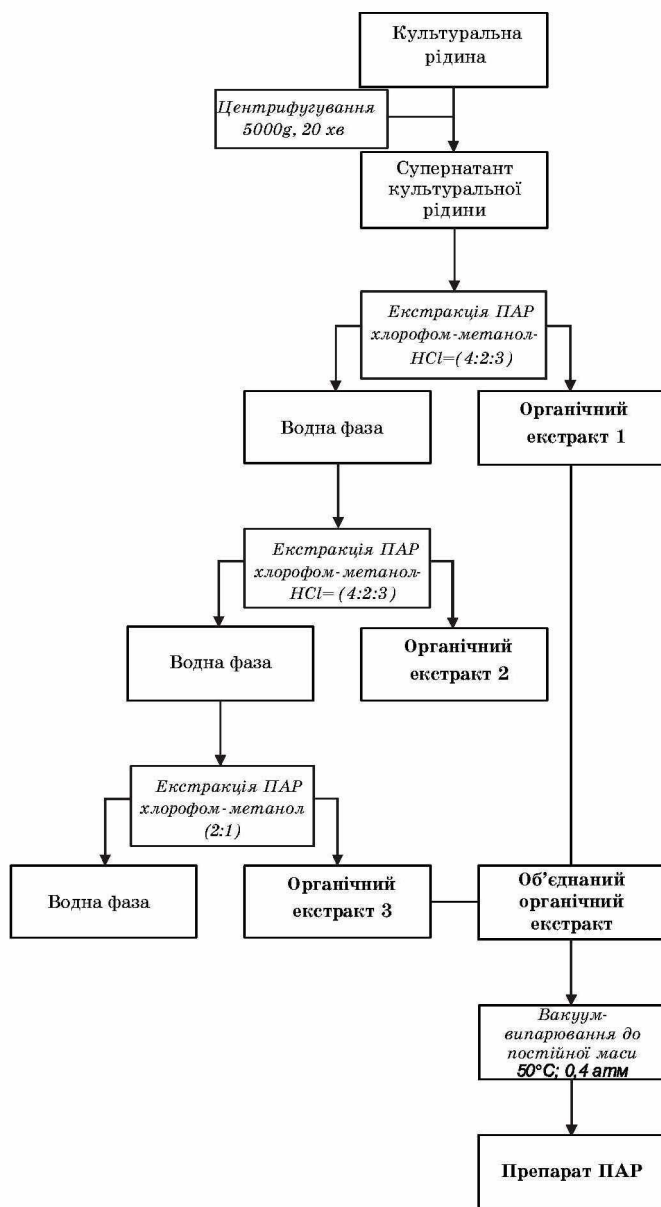 Культуральна
рідина
Центрифугування
5000g, 20 хв
Супернатант
культуральної
рідини
Екстракція ПАР
хлорофом-метанол-
HCl=(4:2:3)
Водна фаза
Органічний
екстракт 1
Екстракція ПАР
хлорофом-метанол-
HCl= (4:2:3)
Водна фаза
Органічний
екстракт 2
Екстракція ПАР
хлорофом-метанол
(2:1)
Водна фаза
Органічний
екстракт 3
Об’єднаний
органічний
екстракт
Вакуум-
випарювання до
постійної маси
50°С; 0,4 атм
Препарат ПАР